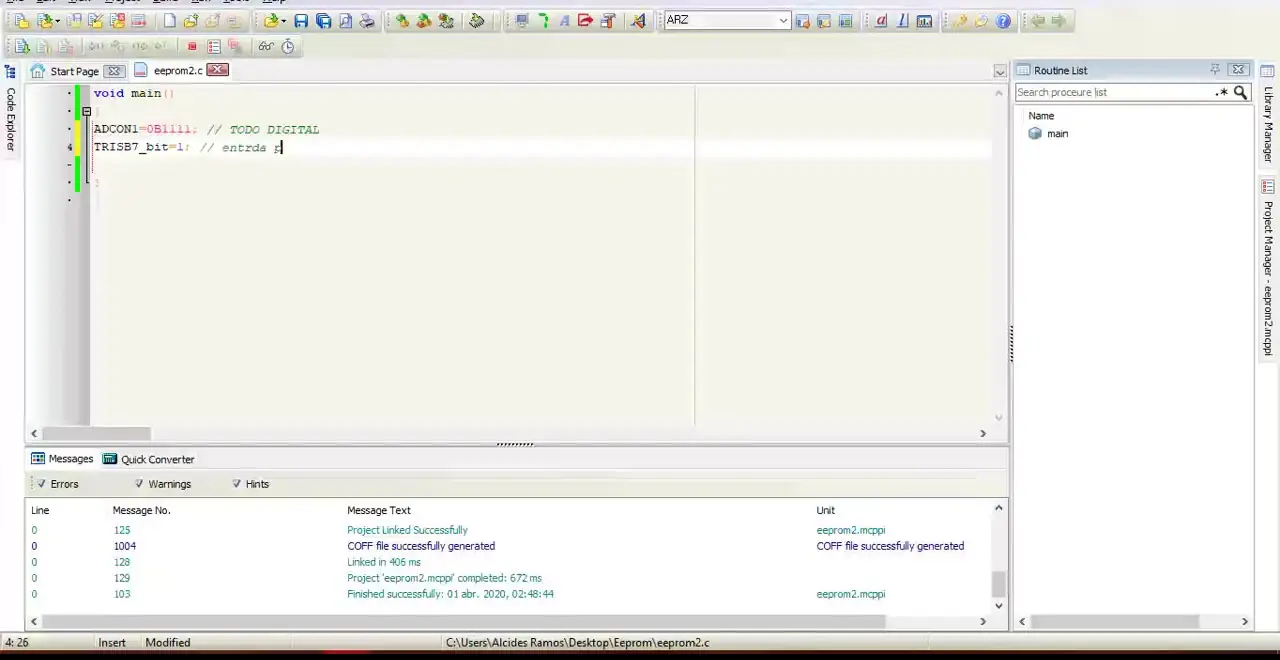 ARZ
Start Page
eeprom2.c
Code Explorer
void main()
{
ADCON1=0B1111; // TODO DIGITAL
TRISB7_bit=1; // entrda p
}
Routine List
Search proceure list
.*
Name
main
Library Manager
Project Manager - eeprom2.mcppi
Messages
Quick Converter
Errors
Warnings
Hints
Line Message No. Message Text Unit
0 125 Project Linked Successfully eeprom2.mcppi
0 1004 COFF file successfully generated COFF file successfully generated
0 128 Linked in 406 ms
0 129 Project 'eeprom2.mcppi' completed: 672 ms
0 103 Finished successfully: 01 abr. 2020, 02:48:44 eeprom2.mcppi
4: 26 Insert Modified C:\Users\Alcides Ramos\Desktop\Eeprom\eeprom2.c